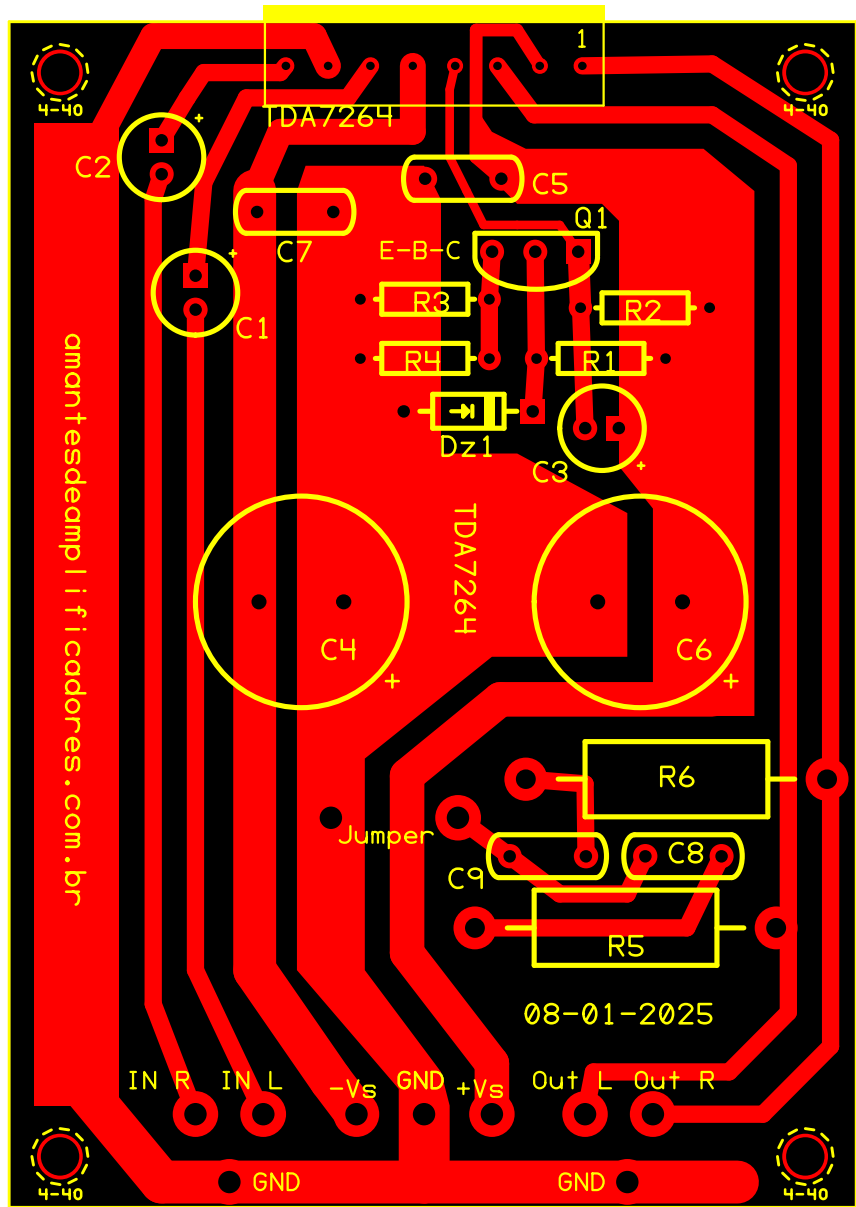 1
4-40
4-40
TDA7264
C2
C5
Q1
C7
E-B-C
R3
R2
C1
R4
R1
Dz1
C3
amantesdeamplificadores.com.br
TDA7264
C4
C6
R6
Jumper
C8
C9
R5
08-01-2025
IN R
IN L
-Vs
GND
+Vs
Out L
Out R
GND
GND
4-40
4-40